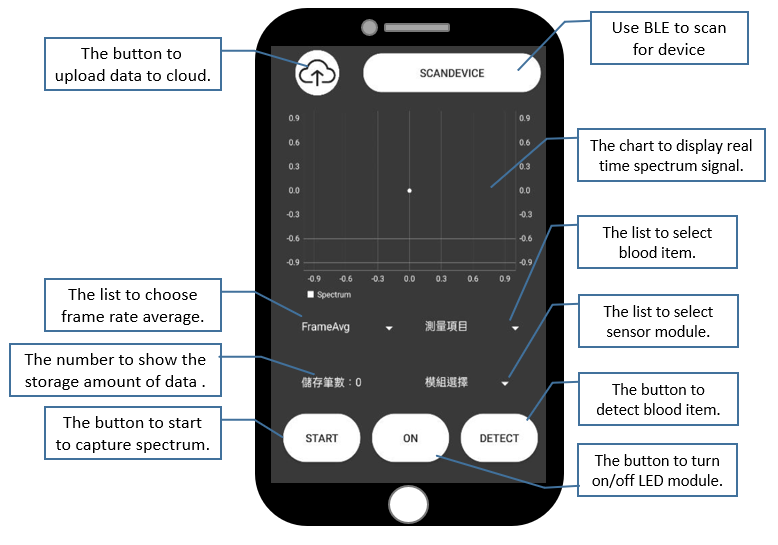 The button to
upload data to cloud.
Use BLE to scan
for device
SCANDEVICE
0.9 0.9
0.6 0.6
0.3 0.3
0.0 0.0
-0.3 -0.3
-0.6 -0.6
-0.9 -0.9
-0.9 -0.6 -0.3 0.0 0.3 0.6 0.9
Spectrum
The chart to display real
time spectrum signal.
The list to select
blood item.
The list to choose
frame rate average.
FrameAvg 測量項目
The list to select
sensor module.
The number to show the
storage amount of data .
儲存筆數：0 模組選擇
The button to
detect blood item.
The button to start
to capture spectrum.
START ON DETECT
The button to turn
on/off LED module.